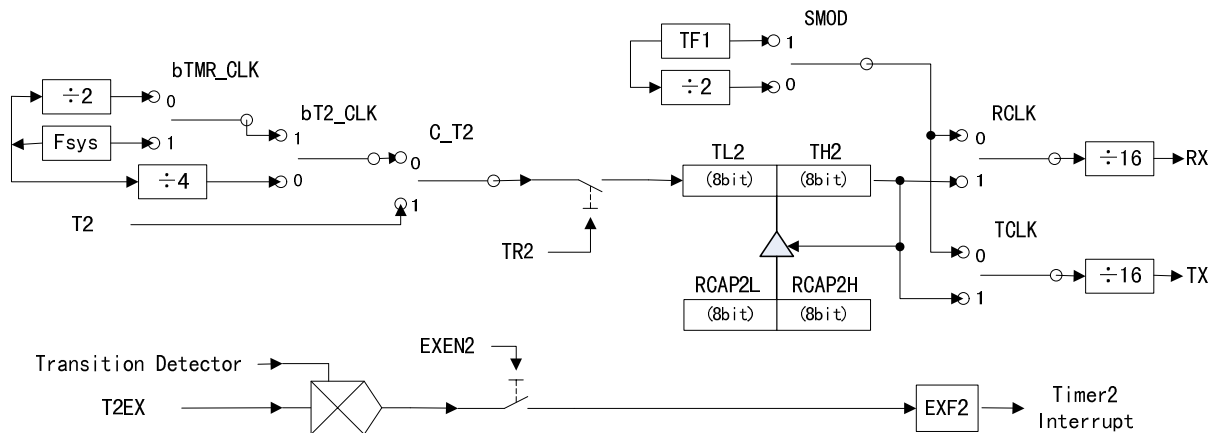 SMOD
TF1
1
÷2
0
bTMR_CLK
÷2
0
Fsys
1
bT2_CLK
1
÷4
0
C_T2
0
1
T2
TR2
TL2
(8bit)
TH2
(8bit)
RCAP2L
(8bit)
RCAP2H
(8bit)
RCLK
0
1
÷16
RX
TCLK
0
1
÷16
TX
Transition Detector
EXEN2
T2EX
EXF2
Timer2
Interrupt